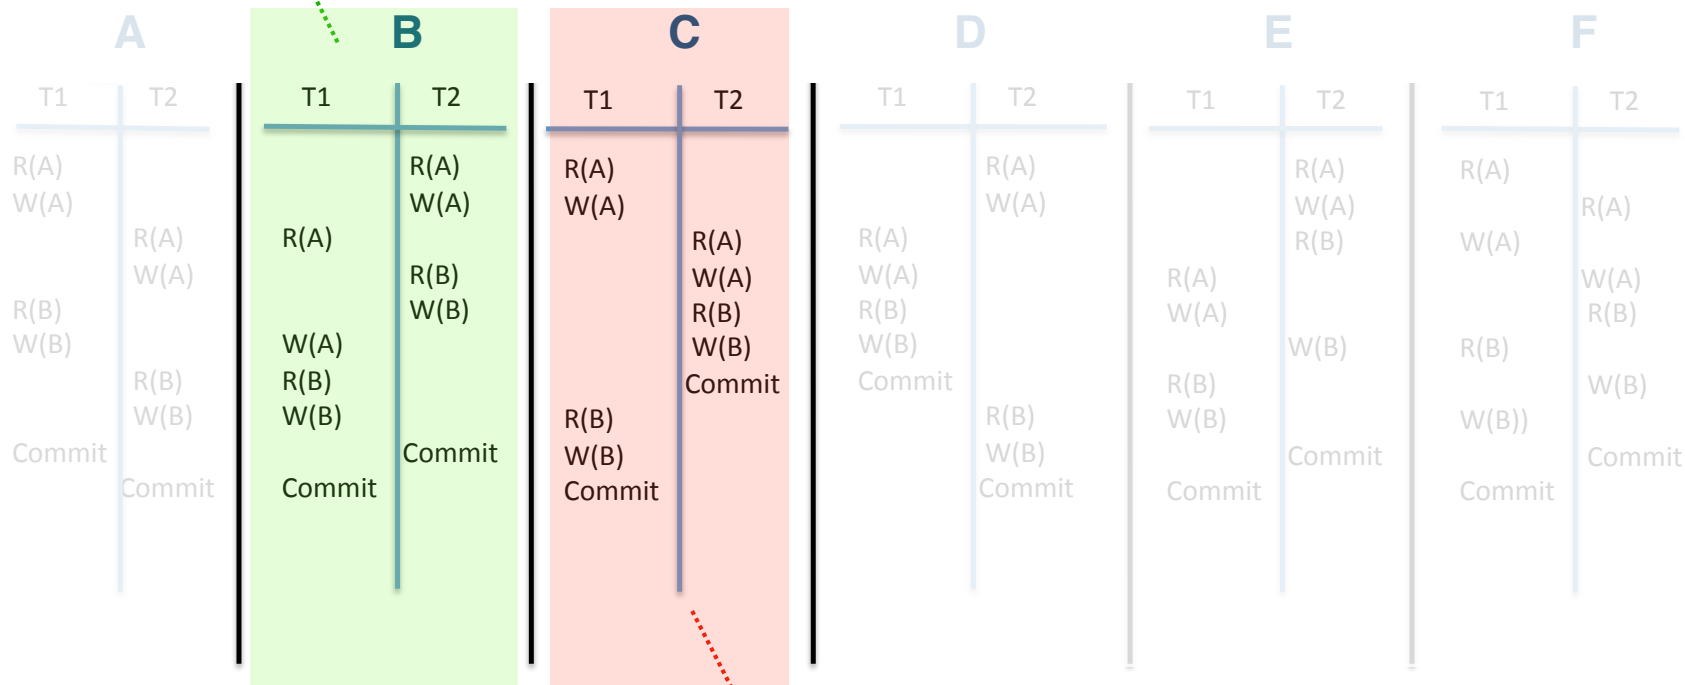 A B C D E F
T1 T2 T1 T2 T1 T2 T1 T2 T1 T2 T1 T2
R(A) R(A) R(A) R(A) R(A) R(A)
W(A) W(A) W(A) W(A) W(A) R(A)
R(A) R(A) R(A) R(A) R(B) W(A)
W(A) R(B) W(A) W(A) R(A) W(A)
R(B) W(B) R(B) R(B) W(A) R(B)
W(B) W(A) W(B) W(B) W(B) R(B)
R(B) R(B) Commit Commit R(B) W(B)
W(B) W(B) R(B) R(B) W(B) W(B))
Commit Commit W(B) W(B) Commit Commit
Commit Commit Commit Commit Commit Commit